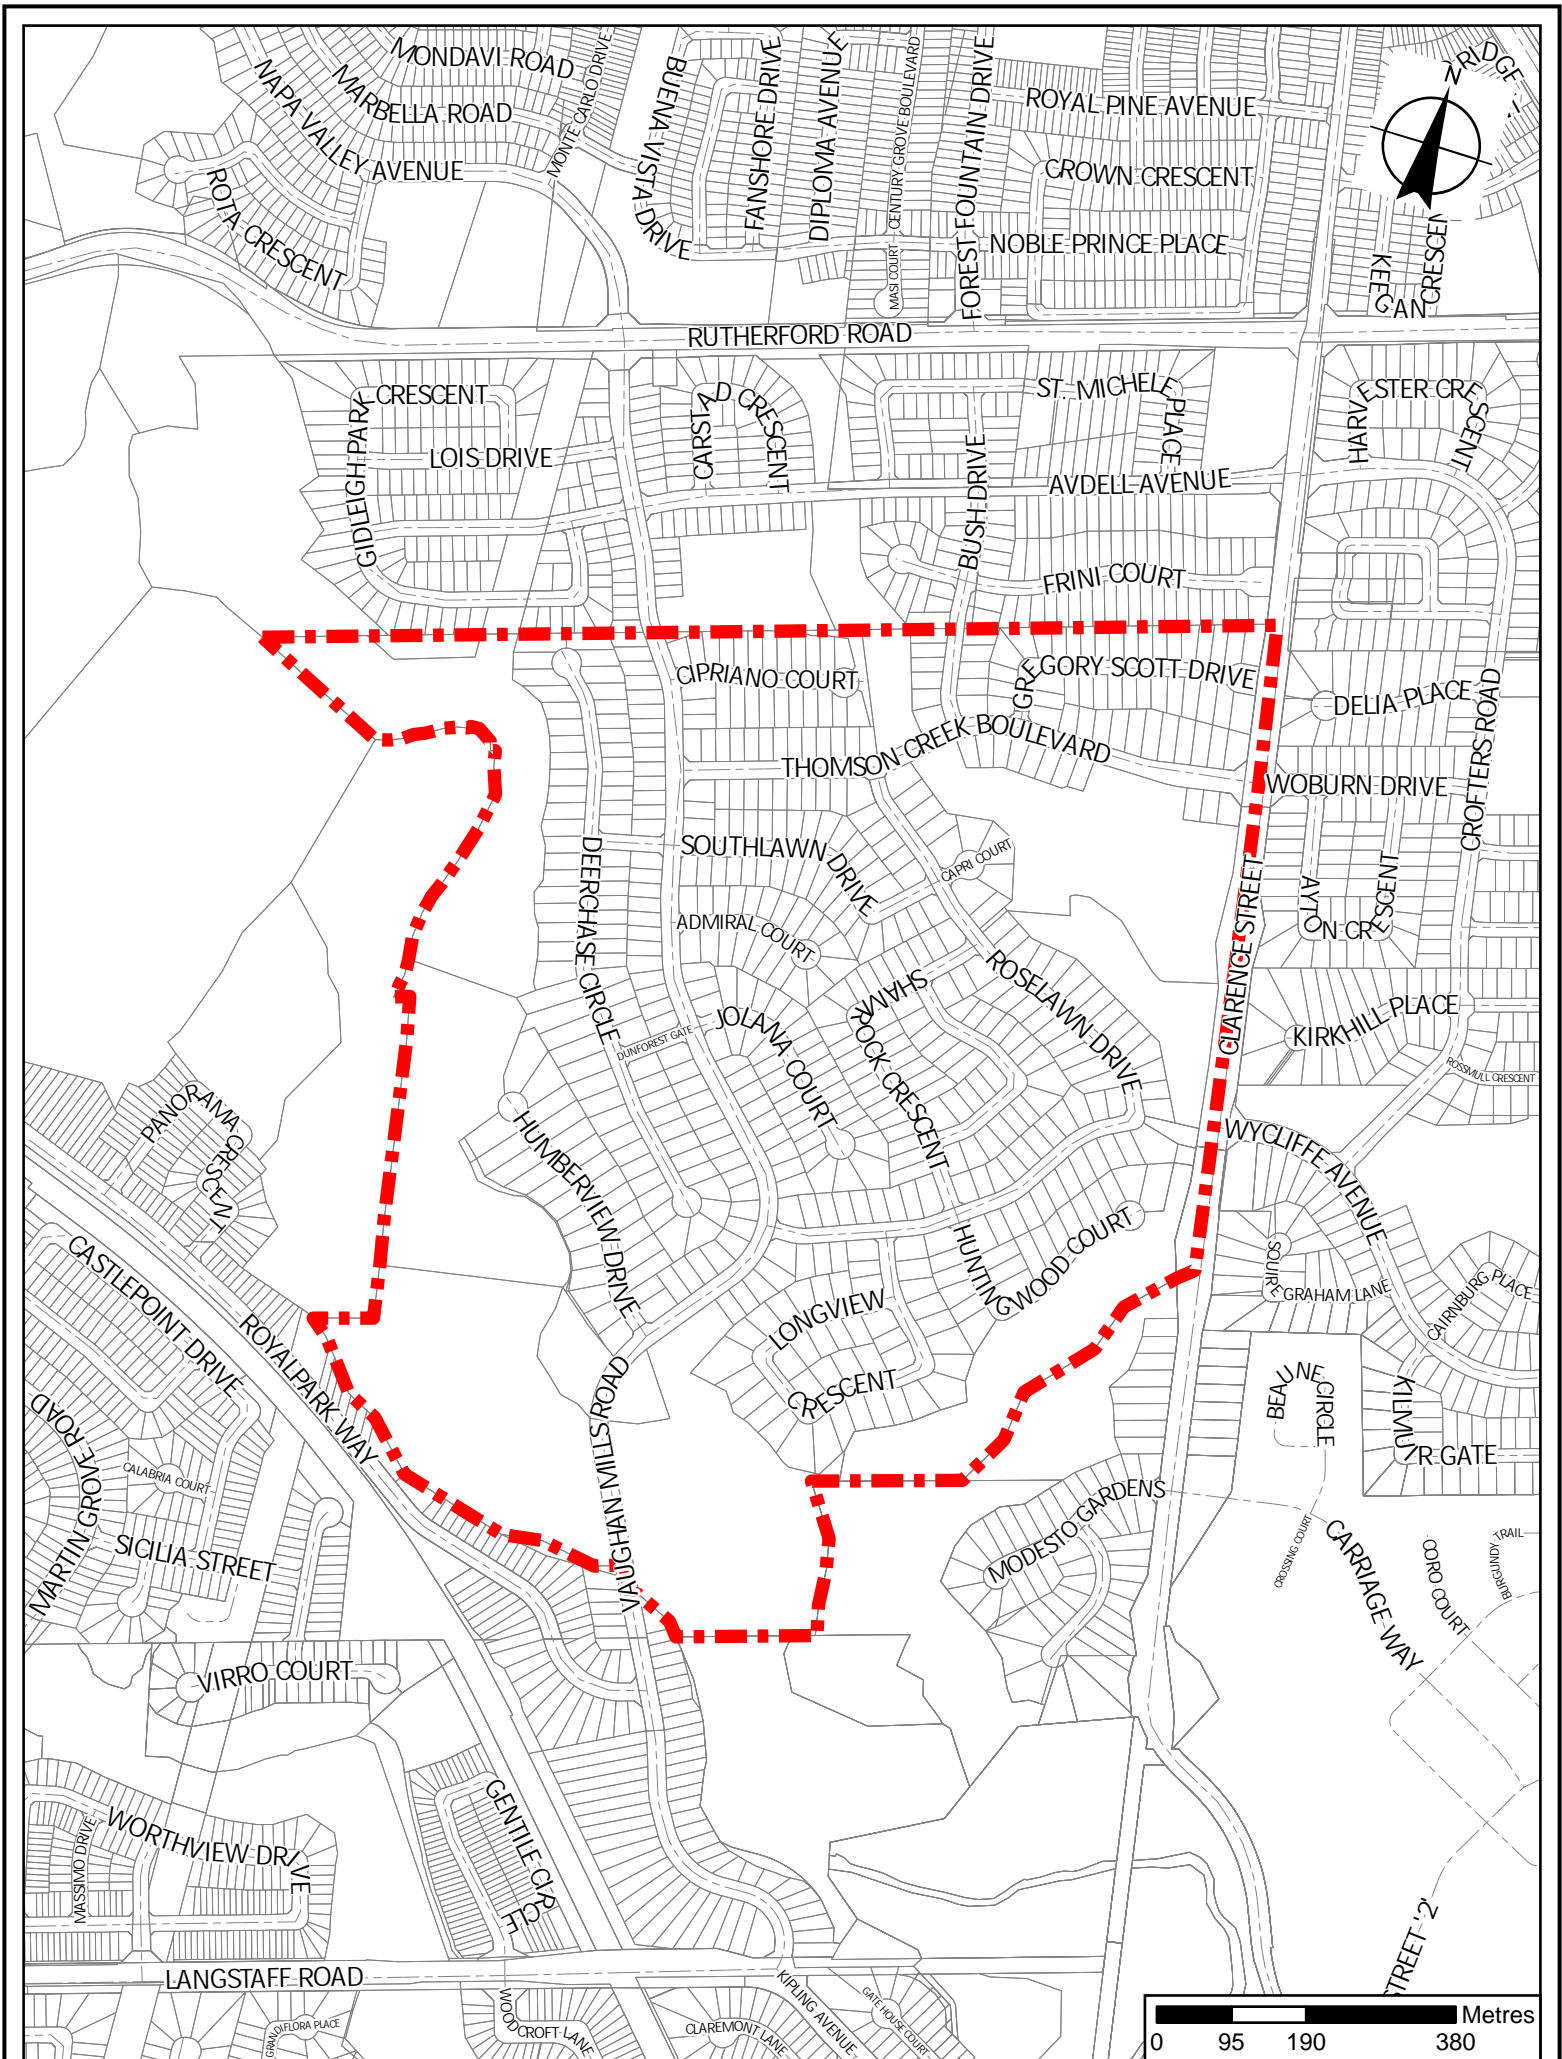 MONDAVI ROAD
MARBELLA ROAD
NAPA VALLEY AVENUE
ROTA CRESCENT
MONTE CARLO DRIVE
BUENA VISTA DRIVE
FANSHORE DRIVE
DIPLOMA AVENUE
CENTURY GROVE BOULEVARD
MASI COURT
FOREST FOUNTAIN DRIVE
ROYAL PINE AVENUE
CROWN CRESCENT
NOBLE PRINCE PLACE
KEEGAN CRESCEN
RIDGE
N
RUTHERFORD ROAD
GIDLEIGH PARK CRESCENT
LOIS DRIVE
CARSTAD CRESCENT
ST. MICHELE PLACE
BUSH DRIVE
AVDELL AVENUE
FRINI COURT
HARVESTER CRESCENT
CIPRIANO COURT
GREGORY SCOTT DRIVE
DELIA PLACE
CROFTERS ROAD
THOMSON CREEK BOULEVARD
WOBURN DRIVE
AYTON CRESCENT
DEERCHASE CIRCLE
SOUTHLAWN DRIVE
CAPRI COURT
ADMIRAL COURT
CLARENCE STREET
SHAMROCK CRESCENT
ROSELAWN DRIVE
JOLANA COURT
DUNFOREST GATE
KIRKHILL PLACE
ROSSMULL CRESCENT
PANORAMA CRESCENT
HUMBERVIEW DRIVE
WYCLIFFE AVENUE
HUNTINGWOOD COURT
SQUIRE GRAHAM LANE
CAIRNBURG PLACE
CASTLEPOINT DRIVE
ROYALPARK WAY
LONGVIEW CRESCENT
VAUGHAN MILLS ROAD
BEAUNE CIRCLE
KILMUIR GATE
MARTIN GROVE ROAD
CALABRIA COURT
SICILIA STREET
MODESTO GARDENS
CROSSING COURT
CARRIAGE WAY
CORO COURT
BURGUNDY TRAIL
VIRRO COURT
WORTHVIEW DRIVE
MASSIMO DRIVE
GENTILE CIRCLE
STREET '2'
LANGSTAFF ROAD
GRANDIFLORA PLACE
WOODCROFT LANE
CLAREMONT LANE
KIPLING AVENUE
GATE HOUSE COURT
Metres
0 95 190 380